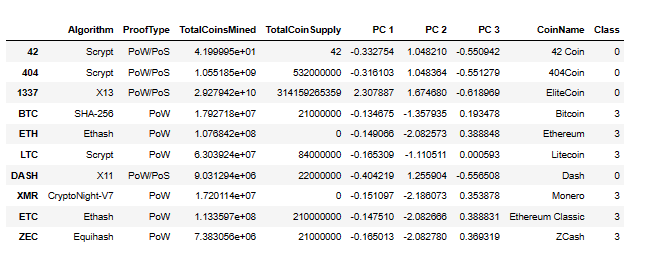 Algorithm ProofType TotalCoinsMined TotalCoinSupply PC 1 PC 2 PC 3 CoinName Class
42 Scrypt PoW/PoS 4.199995e+01 42 -0.332754 1.048210 -0.550942 42 Coin 0
404 Scrypt PoW/PoS 1.055185e+09 532000000 -0.316103 1.048364 -0.551279 404Coin 0
1337 X13 PoW/PoS 2.927942e+10 314159265359 2.307887 1.674680 -0.618969 EliteCoin 0
BTC SHA-256 PoW 1.792718e+07 21000000 -0.134675 -1.357935 0.193478 Bitcoin 3
ETH Ethash PoW 1.076842e+08 0 -0.149066 -2.082573 0.388848 Ethereum 3
LTC Scrypt PoW 6.303924e+07 84000000 -0.165309 -1.110511 0.000593 Litecoin 3
DASH X11 PoW/PoS 9.031294e+06 22000000 -0.404219 1.255904 -0.556508 Dash 0
XMR CryptoNight-V7 PoW 1.720114e+07 0 -0.151097 -2.186073 0.353878 Monero 3
ETC Ethash PoW 1.133597e+08 210000000 -0.147510 -2.082666 0.388831 Ethereum Classic 3
ZEC Equihash PoW 7.383056e+06 21000000 -0.165013 -2.082780 0.369319 ZCash 3